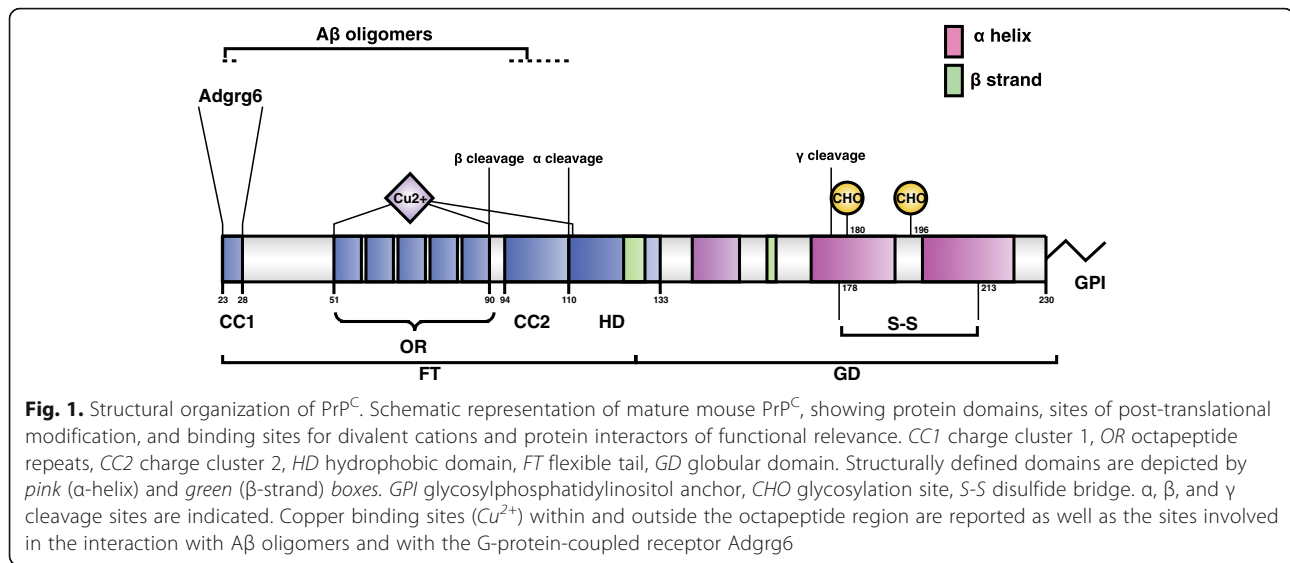 Aβ oligomers
α helix
β strand
Adgrg6
β cleavage α cleavage
γ cleavage
Cu2+
CHO CHO
180 196
23 28 51 90 94 110 133 178 213 230
GPI
CC1 CC2 HD S-S
OR
FT GD
Fig. 1. Structural organization of PrPC. Schematic representation of mature mouse PrPC, showing protein domains, sites of post-translational
modification, and binding sites for divalent cations and protein interactors of functional relevance. CC1 charge cluster 1, OR octapeptide
repeats, CC2 charge cluster 2, HD hydrophobic domain, FT flexible tail, GD globular domain. Structurally defined domains are depicted by
pink (α-helix) and green (β-strand) boxes. GPI glycosylphosphatidylinositol anchor, CHO glycosylation site, S-S disulfide bridge. α, β, and γ
cleavage sites are indicated. Copper binding sites (Cu2+) within and outside the octapeptide region are reported as well as the sites involved
in the interaction with Aβ oligomers and with the G-protein-coupled receptor Adgrg6